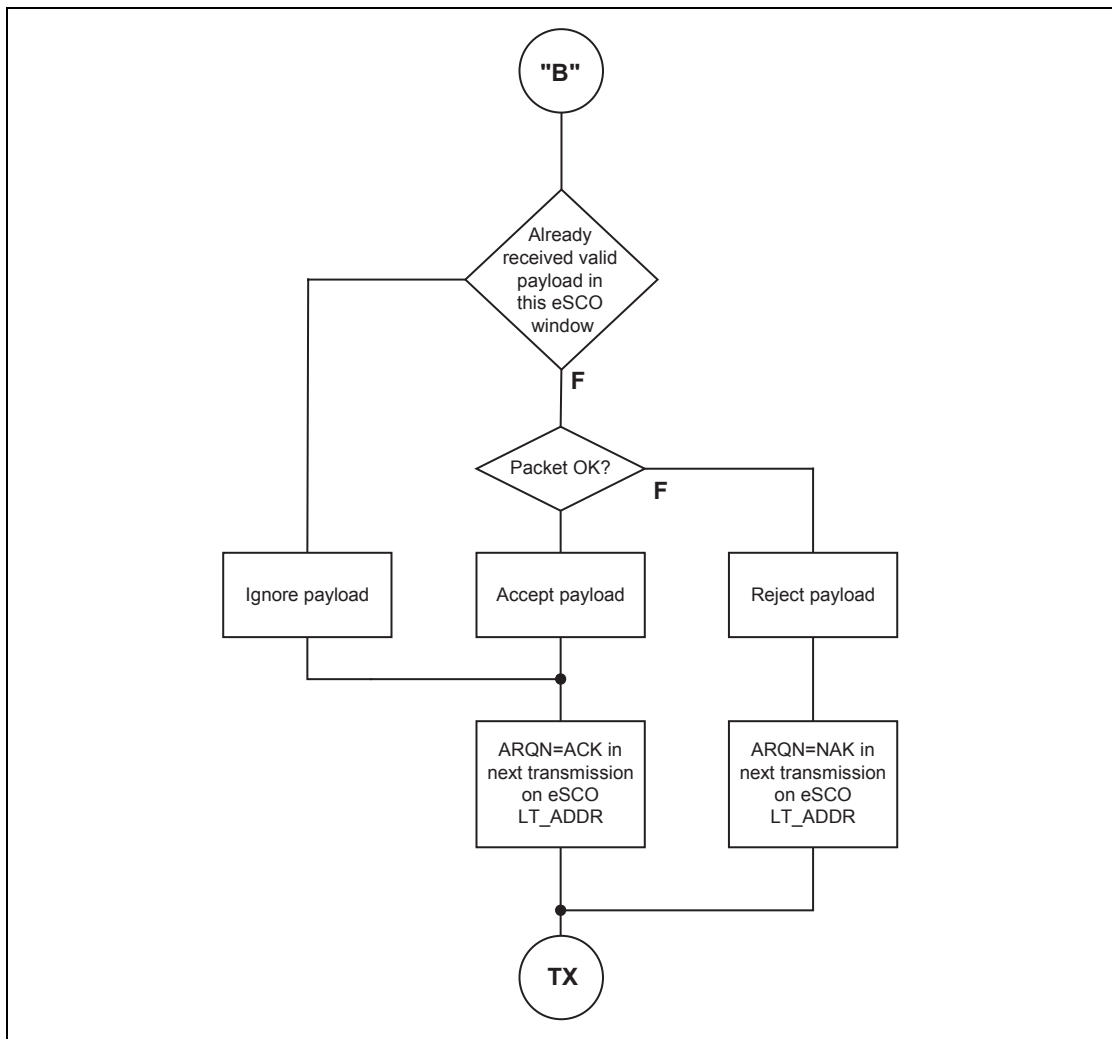 "B"
Already
received valid
payload in
this eSCO
window
F
Packet OK?
F
Ignore payload
Accept payload
Reject payload
ARQN=ACK in
next transmission
on eSCO
LT_ADDR
ARQN=NAK in
next transmission
on eSCO
LT_ADDR
TX